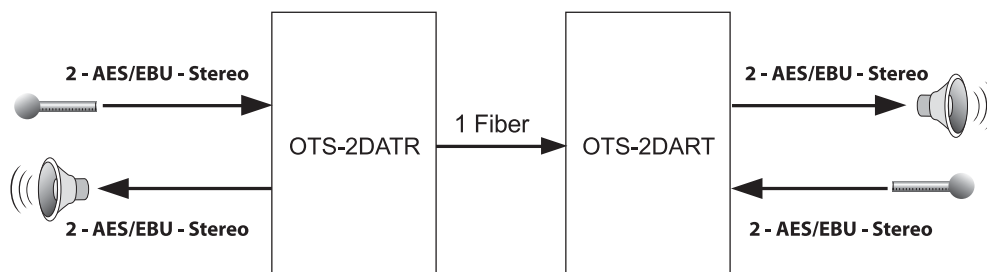 2 - AES/EBU - Stereo
2 - AES/EBU - Stereo
1 Fiber
OTS-2DATR
OTS-2DART
2 - AES/EBU - Stereo
2 - AES/EBU - Stereo